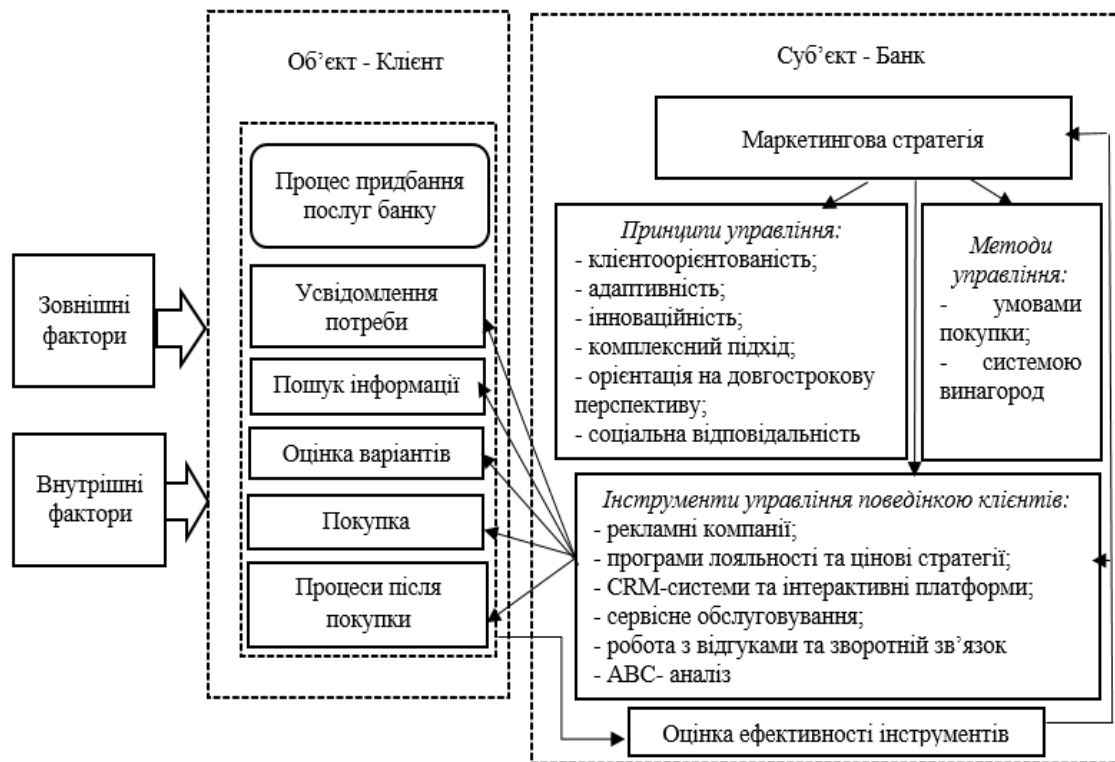 Об’єкт - Клієнт
Процес придбання
послуг банку
Усвідомлення
потреби
Пошук інформації
Оцінка варіантів
Покупка
Процеси після
покупки
Зовнішні
фактори
Внутрішні
фактори
Суб’єкт - Банк
Маркетингова стратегія
Принципи управління:
- клієнтоорієнтованість;
- адаптивність;
- інноваційність;
- комплексний підхід;
- орієнтація на довгострокову
перспективу;
- соціальна відповідальність
Методи
управління:
- умовами
покупки;
- системою
винагород
Інструменти управління поведінкою клієнтів:
- рекламні компанії;
- програми лояльності та цінові стратегії;
- CRM-системи та інтерактивні платформи;
- сервісне обслуговування;
- робота з відгуками та зворотній зв’язок
- ABC- аналіз
Оцінка ефективності інструментів